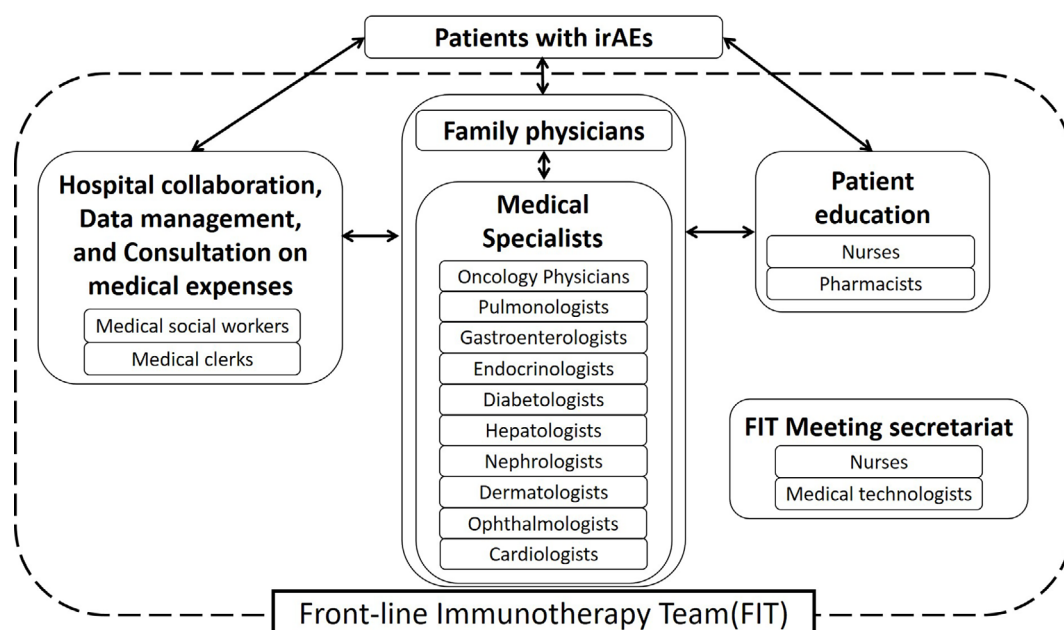 Patients with irAEs
Family physicians
Hospital collaboration,
Data management,
and Consultation on
medical expenses
Medical social workers
Medical clerks
Medical
Specialists
Oncology Physicians
Pulmonologists
Gastroenterologists
Endocrinologists
Diabetologists
Hepatologists
Nephrologists
Dermatologists
Ophthalmologists
Cardiologists
Patient
education
Nurses
Pharmacists
FIT Meeting secretariat
Nurses
Medical technologists
Front-line Immunotherapy Team(FIT)